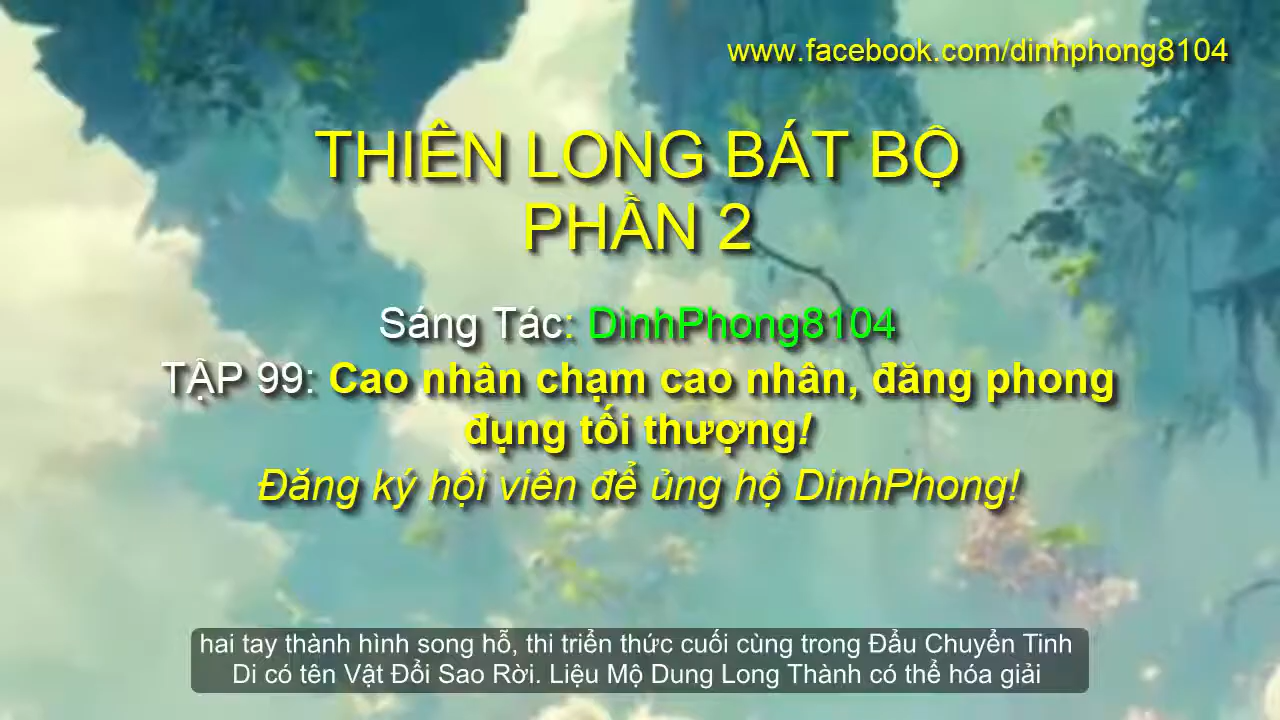 www.facebook.com/dinhphong8104
THIÊN LONG BÁT BỘ
PHẦN 2
Sáng Tác: DinhPhong8104
TẬP 99: Cao nhân chạm cao nhân, đăng phong
đụng tối thượng!
Đăng ký hội viên để ủng hộ DinhPhong!
hai tay thành hình song hỗ, thi triển thức cuối cùng trong Đẩu Chuyển Tinh
Di có tên Vật Đổi Sao Rời. Liệu Mộ Dung Long Thành có thể hóa giải